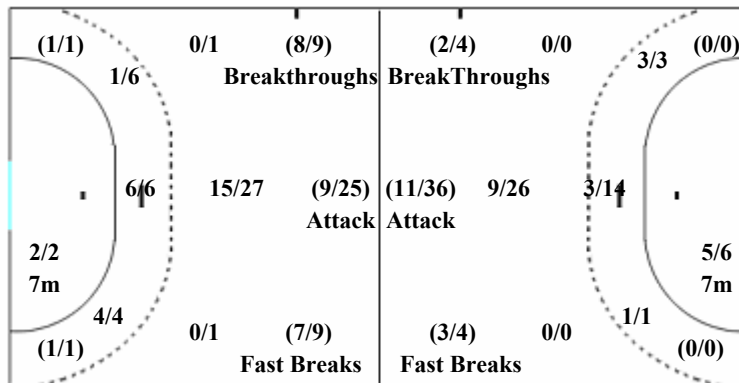 (1/1) 0/1 (8/9) (2/4) 0/0 (0/0)
1/6 Breakthroughs BreakThroughs 3/3
6/6 15/27 (9/25) (11/36) 9/26 3/14
Attack Attack
2/2 5/6
7m 7m
4/4 1/1
(1/1) 0/1 (7/9) (3/4) 0/0 (0/0)
Fast Breaks Fast Breaks